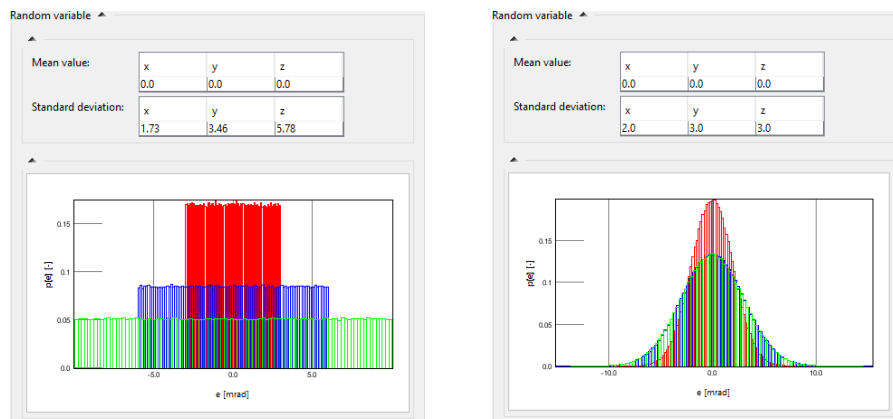 Random variable
Mean value:
x y z
0.0 0.0 0.0
Standard deviation:
x y z
1.73 3.46 5.78
0.15
0.1
0.05
0.0
p[e] [-]
-5.0 5.0
e [mrad]
Random variable
Mean value:
x y z
0.0 0.0 0.0
Standard deviation:
x y z
2.0 3.0 3.0
0.15
0.1
0.05
0.0
p[e] [-]
-10.0 0.0 10.0
e [mrad]